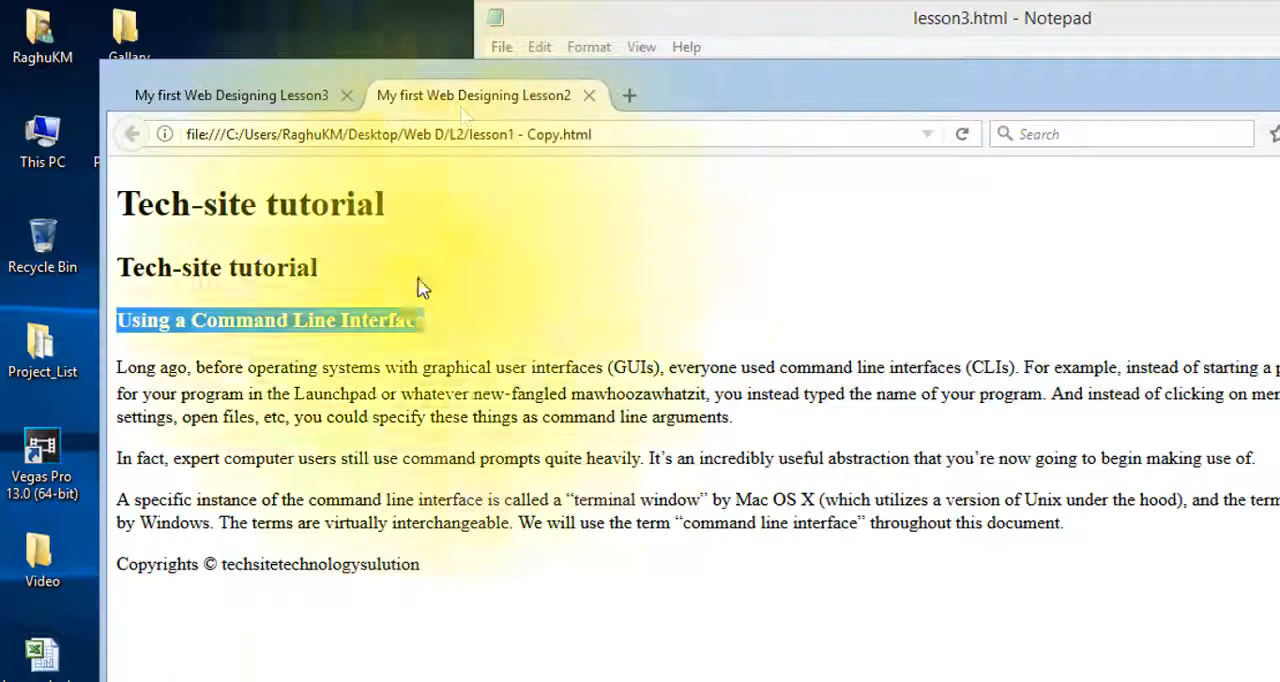 RaghuKM
Gallary
lesson3.html - Notepad
File Edit Format View Help
My first Web Designing Lesson3
My first Web Designing Lesson2
file:///C:/Users/RaghuKM/Desktop/Web D/L2/lesson1 - Copy.html
Search
This PC
P
Recycle Bin
Project_List
Vegas Pro
13.0 (64-bit)
Video
Tech-site tutorial
Tech-site tutorial
Using a Command Line Interface
Long ago, before operating systems with graphical user interfaces (GUIs), everyone used command line interfaces (CLIs). For example, instead of starting a p
for your program in the Launchpad or whatever new-fangled mawhoozawhatzit, you instead typed the name of your program. And instead of clicking on men
settings, open files, etc, you could specify these things as command line arguments.
In fact, expert computer users still use command prompts quite heavily. It’s an incredibly useful abstraction that you’re now going to begin making use of.
A specific instance of the command line interface is called a “terminal window” by Mac OS X (which utilizes a version of Unix under the hood), and the term
by Windows. The terms are virtually interchangeable. We will use the term “command line interface” throughout this document.
Copyrights © techsitetechnologysulution